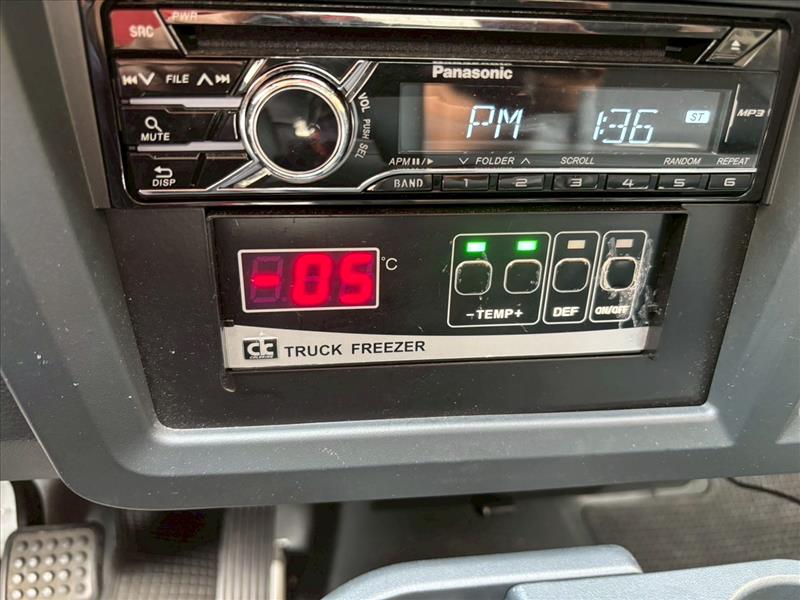 PWR
SRC
FILE
VOL
PUSH SEL
Panasonic
PM 1:36 ST
MP3
MUTE
DISP
APM FOLDER SCROLL RANDOM REPEAT
BAND 1 2 3 4 5 6
-05 °C
-TEMP+ DEF ON/OFF
TRUCK FREEZER